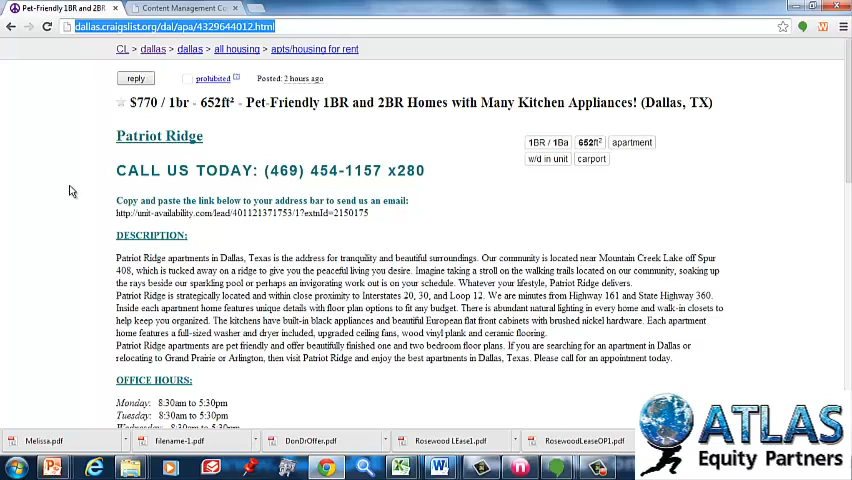 Pet-Friendly 1BR and 2BR
Content Management Co
dallas.craigslist.org/dal/apa/4329644012.html
CL > dallas > dallas > all housing > apts/housing for rent
reply
prohibited [?]
Posted: 2 hours ago
$770 / 1br - 652ft² - Pet-Friendly 1BR and 2BR Homes with Many Kitchen Appliances! (Dallas, TX)
Patriot Ridge
1BR / 1Ba 652ft² apartment
w/d in unit carport
CALL US TODAY: (469) 454-1157 x280
Copy and paste the link below to your address bar to send us an email:
http://unit-availability.com/lead/401121371753/1?extnId=2150175
DESCRIPTION:
Patriot Ridge apartments in Dallas, Texas is the address for tranquility and beautiful surroundings. Our community is located near Mountain Creek Lake off Spur
408, which is tucked away on a ridge to give you the peaceful living you desire. Imagine taking a stroll on the walking trails located on our community, soaking up
the rays beside our sparkling pool or perhaps an invigorating work out is on your schedule. Whatever your lifestyle, Patriot Ridge delivers.
Patriot Ridge is strategically located and within close proximity to Interstates 20, 30, and Loop 12. We are minutes from Highway 161 and State Highway 360.
Inside each apartment home features unique details with floor plan options to fit any budget. There is abundant natural lighting in every home and walk-in closets to
help keep you organized. The kitchens have built-in black appliances and beautiful European flat front cabinets with brushed nickel hardware. Each apartment
home features a full-sized washer and dryer included, upgraded ceiling fans, wood vinyl plank and ceramic flooring.
Patriot Ridge apartments are pet friendly and offer beautifully finished one and two bedroom floor plans. If you are searching for an apartment in Dallas or
relocating to Grand Prairie or Arlington, then visit Patriot Ridge and enjoy the best apartments in Dallas, Texas. Please call for an appointment today.
OFFICE HOURS:
Monday: 8:30am to 5:30pm
Tuesday: 8:30am to 5:30pm
Wednesday: 8:30am to 5:30pm
Melissa.pdf
filename-1.pdf
DonDrOffer.pdf
Rosewood LEase1.pdf
RosewoodLeaseOP1.pdf
ATLAS
Equity Partners